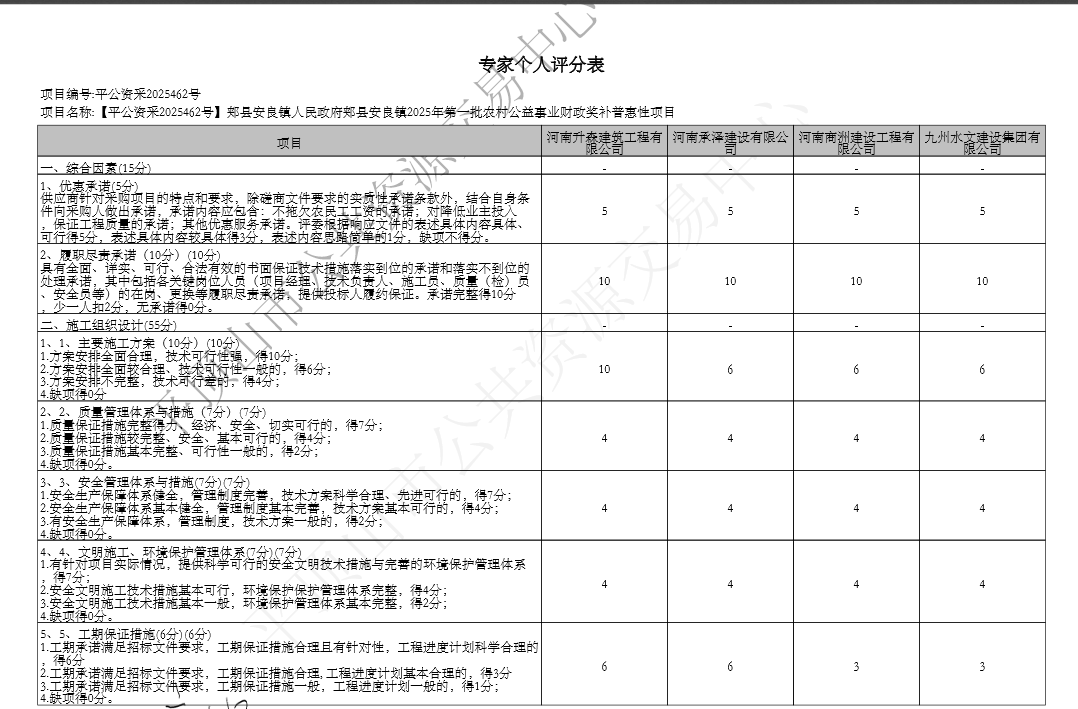 专家个人评分表
项目编号:平公资采2025462号
项目名称:【平公资采2025462号】郏县安良镇人民政府郏县安良镇2025年第一批农村公益事业财政奖补普惠性项目
项目 河南升森建筑工程有限公司 河南承泽建设有限公司 河南商洲建设工程有限公司 九州水文建设集团有限公司
一、综合因素(15分) - - - -
1、优惠承诺(5分)
供应商针对采购项目的特点和要求，除磋商文件要求的实质性承诺条款外，结合自身条
件向采购人做出承诺，承诺内容应包含：不拖欠农民工工资的承诺；对降低业主投入
，保证工程质量的承诺；其他优惠服务承诺。评委根据响应文件的表述具体内容具体、
可行得5分，表述具体内容较具体得3分，表述内容思路简单的1分，缺项不得分。
5 5 5 5
2、履职尽责承诺（10分）(10分)
具有全面、详实、可行、合法有效的书面保证技术措施落实到位的承诺和落实不到位的
处理承诺，其中包括各关键岗位人员（项目经理、技术负责人、施工员、质量（检）员
、安全员等）的在岗、更换等履职尽责承诺，提供投标人履约保证。承诺完整得10分
，少一人扣2分，无承诺得0分。
10 10 10 10
二、施工组织设计(55分) - - - -
1、1、主要施工方案（10分）(10分)
1.方案安排全面合理，技术可行性强，得10分；
2.方案安排全面较合理、技术可行性一般的，得6分；
3.方案安排不完整，技术可行差的，得4分；
4.缺项得0分
10 6 6 6
2、2、质量管理体系与措施（7分）(7分)
1.质量保证措施完整得力、经济、安全、切实可行的，得7分；
2.质量保证措施较完整、安全、基本可行的，得4分；
3.质量保证措施基本完整、可行性一般的，得2分；
4.缺项得0分。
4 4 4 4
3、3、安全管理体系与措施(7分)(7分)
1.安全生产保障体系健全，管理制度完善，技术方案科学合理、先进可行的，得7分；
2.安全生产保障体系基本健全，管理制度基本完善，技术方案基本可行的，得4分；
3.有安全生产保障体系，管理制度，技术方案一般的，得2分；
4.缺项得0分。
4 4 4 4
4、4、文明施工、环境保护管理体系(7分)(7分)
1.有针对项目实际情况，提供科学可行的安全文明技术措施与完善的环境保护管理体系
，得7分；
2.安全文明施工技术措施基本可行，环境保护保护管理体系完整，得4分；
3.安全文明施工技术措施基本一般，环境保护管理体系基本完整，得2分；
4.缺项得0分。
4 4 4 4
5、5、工期保证措施(6分)(6分)
1.工期承诺满足招标文件要求，工期保证措施合理且有针对性，工程进度计划科学合理的
，得6分
2.工期承诺满足招标文件要求，工期保证措施合理,工程进度计划基本合理的，得3分
3.工期承诺满足招标文件要求，工期保证措施一般，工程进度计划一般的，得1分；
4.缺项得0分。
6 6 3 3
平顶山市公共资源交易中心
平顶山市公共资源交易中心